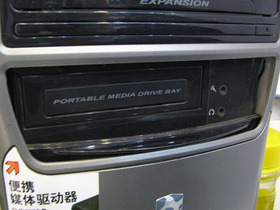 EXPANSION
PORTABLE MEDIA DRIVE BAY
便携
媒体驱动器